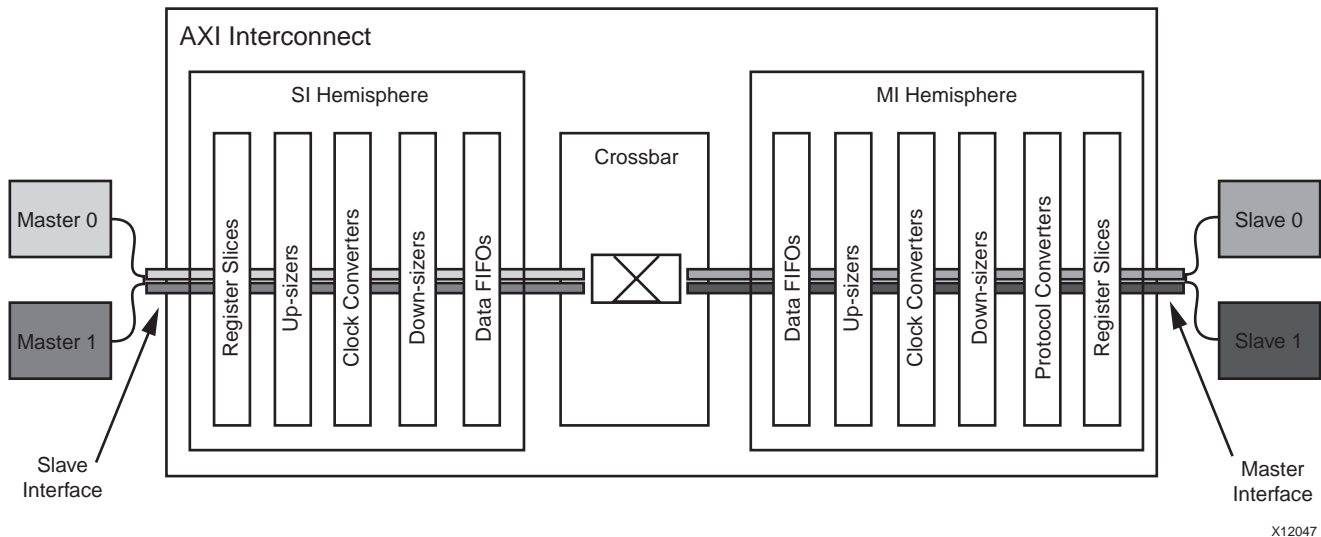 AXI Interconnect
SI Hemisphere
MI Hemisphere
Crossbar
Master 0
Master 1
Register Slices
Up-sizers
Clock Converters
Down-sizers
Data FIFOs
Data FIFOs
Up-sizers
Clock Converters
Down-sizers
Protocol Converters
Register Slices
Slave 0
Slave 1
Slave
Interface
Master
Interface
X12047